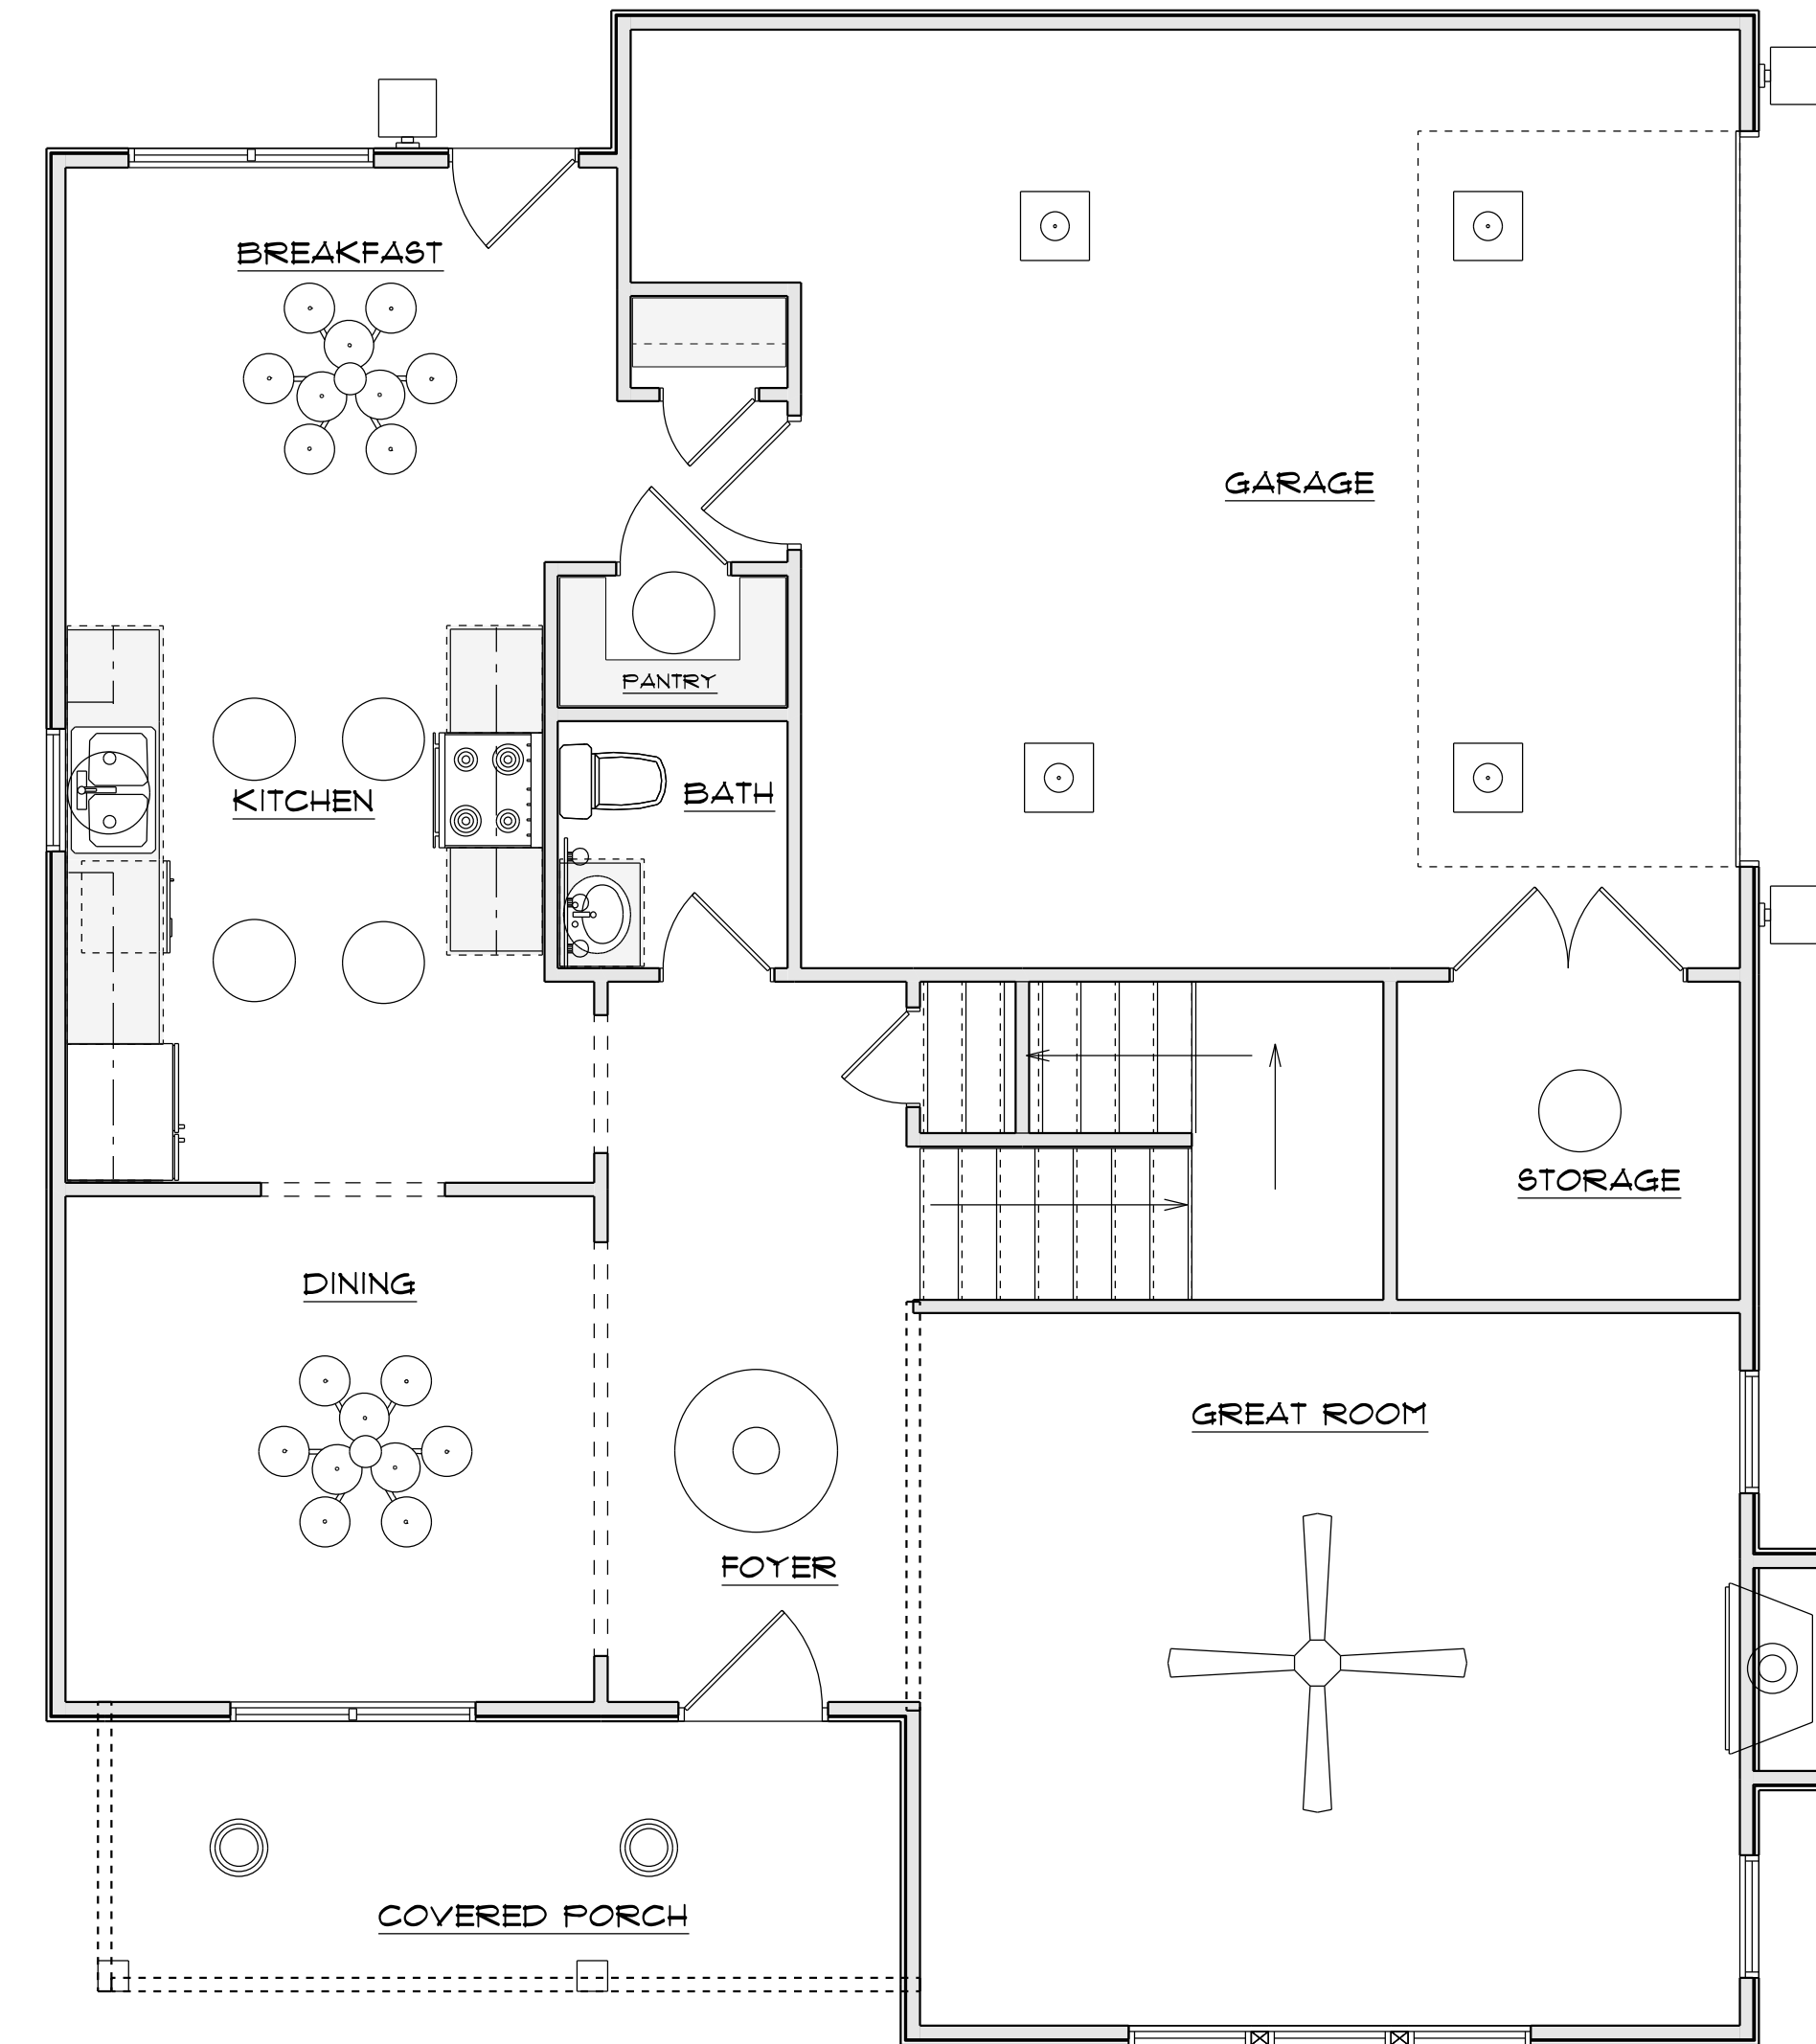 BREAKFAST
GARAGE
PANTRY
KITCHEN
BATH
STORAGE
DINING
GREAT ROOM
FOYER
COVERED PORCH